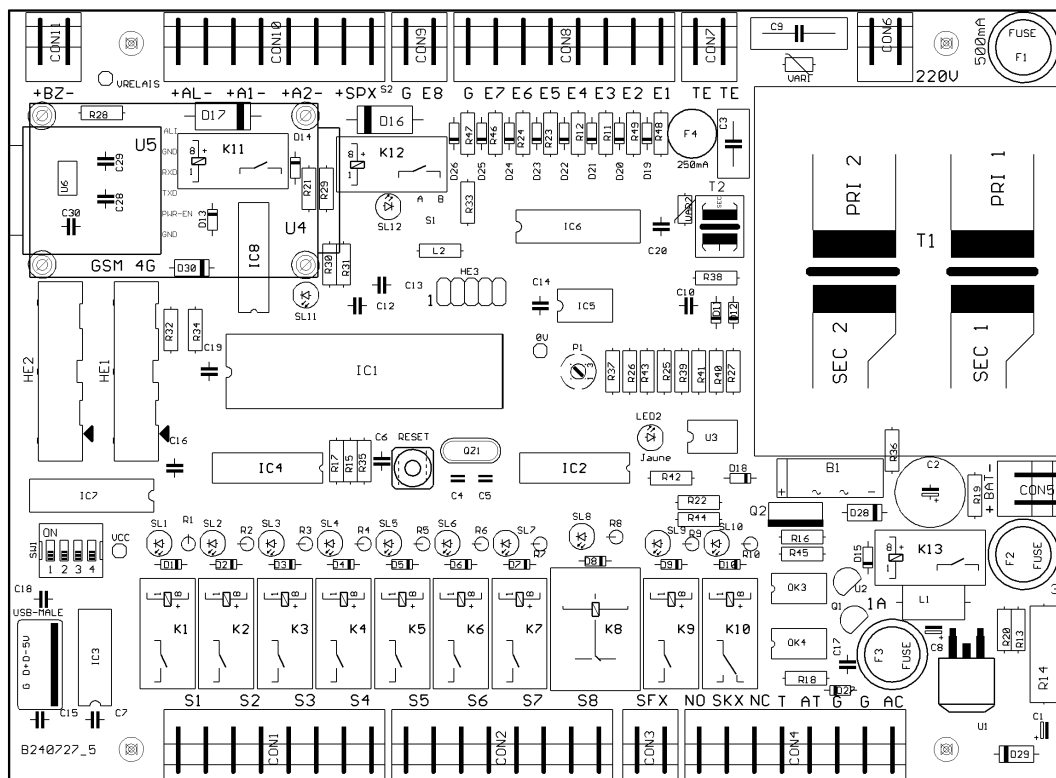 CON11 CON10 CON9 CON8 CON7 C9 CON6 500mA FUSE F1
VRELAIS VAR1 220V
+BZ- +AL- +A1- +A2- +SPX S2 G E8 G E7 E6 E5 E4 E3 E2 E1 TE TE
R28 D17 D14 D16 R47 R46 R24 R23 R12 R11 R49 R48 F4 250mA C3
U5 ALI GND RXD TXD PWR-EN GND K11 8 + 1 K12 8 + 1
D26 D25 D24 D23 D22 D21 D20 D19
PRI 2 PRI 1
C29 U6 C28 C30 D13 R21 R29 A B R33 T2
SL12 S1 IC6 C20 VAR2 SEC
U4 IC8 T1
GSM 4G D30 R30 R31 L2 HE3 R38
SL11 C12 C13 1 C14 IC5 C10 D11 D12
SEC 2 SEC 1
HE2 HE1 R32 R34 C19 IC1 0V P1 1 3
R37 R26 R43 R25 R39 R41 R40 R27
LED2 Jaune U3
C16 IC4 R17 R15 R35 C6 RESET QZ1 C4 C5 IC2 R42 D18
R36 B1 + ~ ~ - C2 R19 + BAT - CON5
IC7 R22 R44 Q2 D28
SW1 ON 1 2 3 4 VCC
SL1 R1 SL2 R2 SL3 R3 SL4 R4 SL5 R5 SL6 R6 SL7 R7 SL8 R8 SL9 R9 SL10 R10
R16 R45 D15 K13 8 + 1 F2 FUSE
D1 D2 D3 D4 D5 D6 D7 D8 D9 D10
C18 USB-MALE G D+ D- 5V IC3
OK3 U2 Q1 1A L1
K1 K2 K3 K4 K5 K6 K7 K8 K9 K10
OK4 C17 F3 FUSE C8 R20 R13 R14
R18 D27 U1
S1 S2 S3 S4 S5 S6 S7 S8 SFX NO SKX NC T AT G G AC
C15 C7 C1
B240727_5 CON1 CON2 CON3 CON4 D29